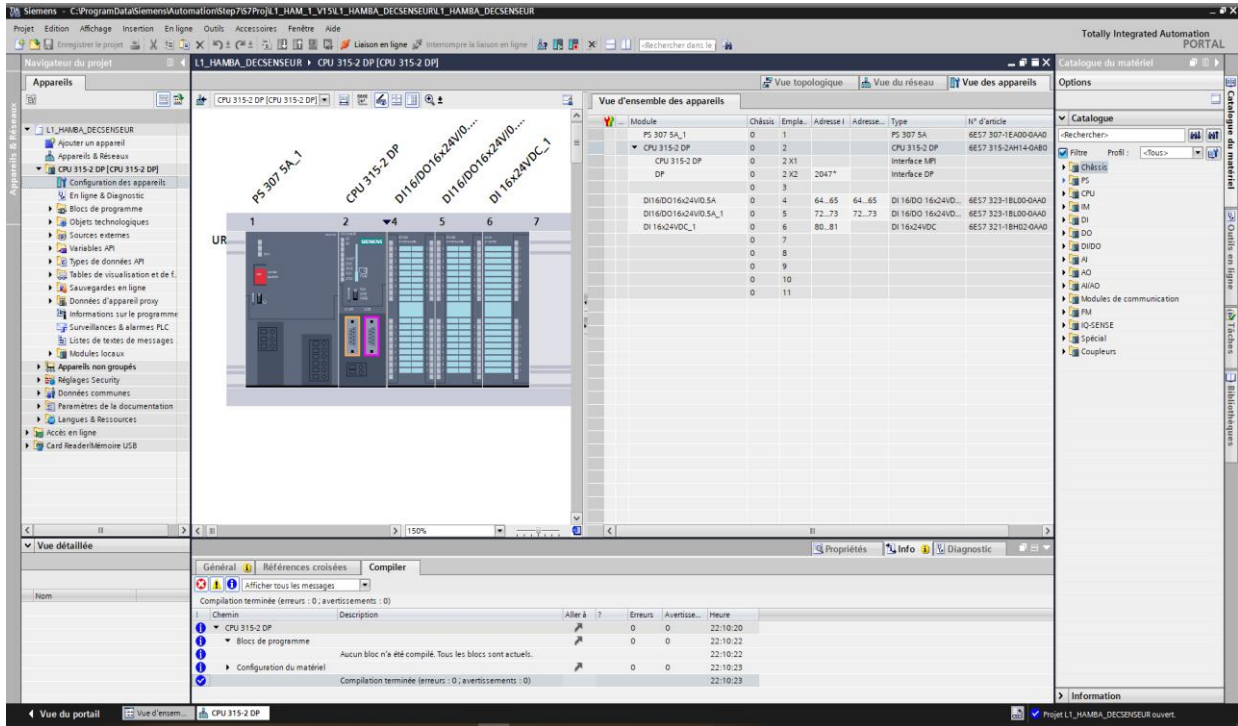 Siemens - C:\ProgramData\Siemens\Automation\Step7\S7Proj\L1_HAM_1_V15\L1_HAMBA_DECSENSEUR\L1_HAMBA_DECSENSEUR
Projet Edition Affichage Insertion En ligne Outils Accessoires Fenêtre Aide
Totally Integrated Automation
PORTAL
Enregistrer le projet Liaison en ligne Interrompre la liaison en ligne <Rechercher dans le
Navigateur du projet
L1_HAMBA_DECSENSEUR CPU 315-2 DP [CPU 315-2 DP]
Catalogue du matériel
Appareils
Vue topologique Vue du réseau Vue des appareils
Options
L1_HAMBA_DECSENSEUR
Ajouter un appareil
Appareils & Réseaux
CPU 315-2 DP [CPU 315-2 DP]
Configuration des appareils
En ligne & Diagnostic
Blocs de programme
Objets technologiques
Sources externes
Variables API
Types de données API
Tables de visualisation et de f..
Sauvegardes en ligne
Données d'appareil proxy
Informations sur le programme
Surveillances & alarmes PLC
Listes de textes de messages
Modules locaux
Appareils non groupés
Réglages Security
Données communes
Paramètres de la documentation
Langues & Ressources
Accès en ligne
Card Reader/Mémoire USB
Appareils & Réseaux
CPU 315-2 DP [CPU 315-2 DP]
PS 307 5A_1
CPU 315-2 DP
DI16/DO16x24V/0...
DI16/DO16x24V/0...
DI 16x24VDC_1
1 2 4 5 6 7
UR
SIEMENS
150%
Vue d'ensemble des appareils
... Module Châssis Empla.. Adresse I Adresse... Type N° d'article
PS 307 5A_1 0 1 PS 307 5A 6ES7 307-1EA00-0AA0
CPU 315-2 DP 0 2 CPU 315-2 DP 6ES7 315-2AH14-0AB0
CPU 315-2 DP 0 2 X1 Interface MPI
DP 0 2 X2 2047* Interface DP
0 3
DI16/DO16x24V/0.5A 0 4 64...65 64...65 DI 16/DO 16x24VD... 6ES7 323-1BL00-0AA0
DI16/DO16x24V/0.5A_1 0 5 72...73 72...73 DI 16/DO 16x24VD... 6ES7 323-1BL00-0AA0
DI 16x24VDC_1 0 6 80...81 DI 16x24VDC 6ES7 321-1BH02-0AA0
0 7
0 8
0 9
0 10
0 11
Catalogue
<Rechercher>
Filtre Profil : <Tous>
Châssis
PS
CPU
IM
DI
DO
DI/DO
AI
AO
AI/AO
Modules de communication
FM
IQ-SENSE
Spécial
Coupleurs
Catalogue du matériel
Outils en ligne
Tâches
Bibliothèques
Vue détaillée
Nom
Propriétés Info Diagnostic
Général Références croisées Compiler
Afficher tous les messages
Compilation terminée (erreurs : 0 ; avertissements : 0)
! Chemin Description Aller à ? Erreurs Avertisse... Heure
CPU 315-2 DP 0 0 22:10:20
Blocs de programme 0 0 22:10:22
Aucun bloc n'a été compilé. Tous les blocs sont actuels. 22:10:22
Configuration du matériel 0 0 22:10:23
Compilation terminée (erreurs : 0 ; avertissements : 0) 22:10:23
Information
Vue du portail Vue d'ensem... CPU 315-2 DP
Projet L1_HAMBA_DECSENSEUR ouvert.